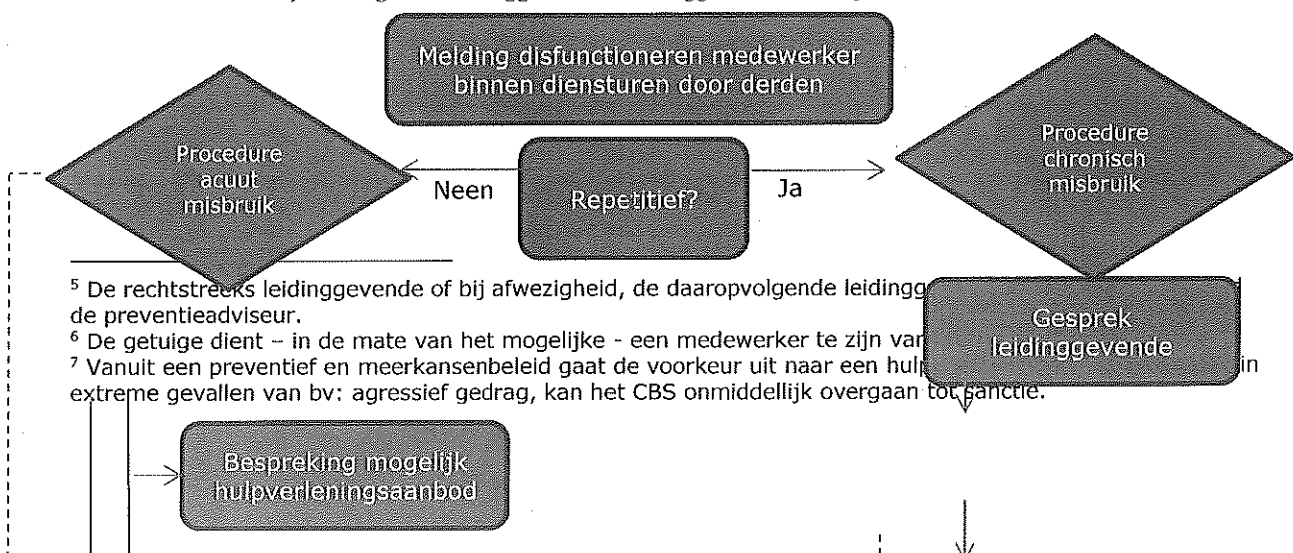 Melding disfunctioneren medewerker
binnen diensturen door derden
Procedure
acuut
misbruik
Neen
Repetitief?
Ja
Procedure
chronisch
misbruik
5 De rechtstreeks leidinggevende of bij afwezigheid, de daaropvolgende leidingg
de preventieadviseur.
6 De getuige dient – in de mate van het mogelijke - een medewerker te zijn van
7 Vanuit een preventief en meerkansenbeleid gaat de voorkeur uit naar een hulp in
extreme gevallen van bv: agressief gedrag, kan het CBS onmiddellijk overgaan tot sanctie.
Gesprek
leidinggevende
Bespreking mogelijk
hulpverleningsaanbod